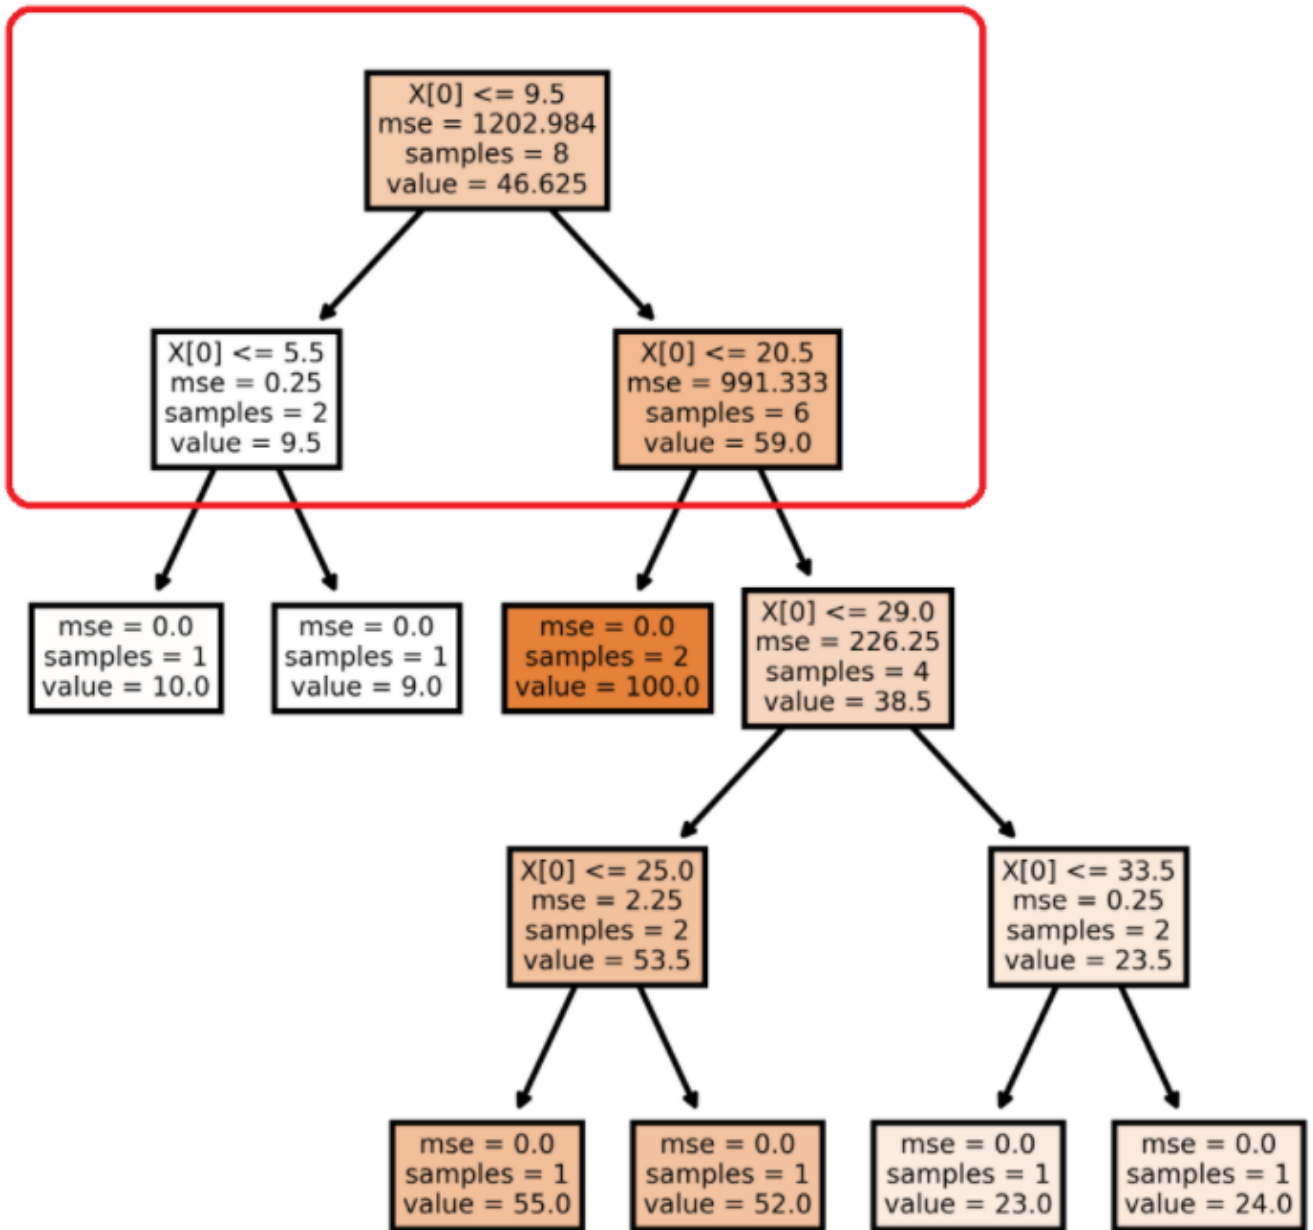 X[0] <= 9.5
mse = 1202.984
samples = 8
value = 46.625
X[0] <= 5.5
mse = 0.25
samples = 2
value = 9.5
X[0] <= 20.5
mse = 991.333
samples = 6
value = 59.0
mse = 0.0
samples = 1
value = 10.0
mse = 0.0
samples = 1
value = 9.0
mse = 0.0
samples = 2
value = 100.0
X[0] <= 29.0
mse = 226.25
samples = 4
value = 38.5
X[0] <= 25.0
mse = 2.25
samples = 2
value = 53.5
X[0] <= 33.5
mse = 0.25
samples = 2
value = 23.5
mse = 0.0
samples = 1
value = 55.0
mse = 0.0
samples = 1
value = 52.0
mse = 0.0
samples = 1
value = 23.0
mse = 0.0
samples = 1
value = 24.0